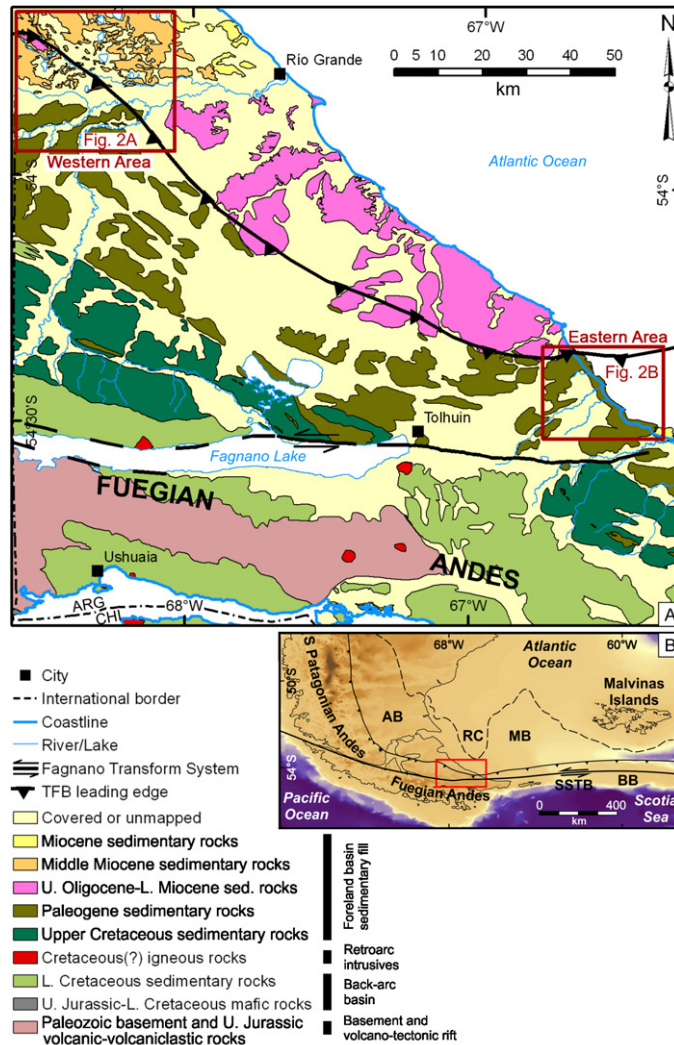 67°W
N
Río Grande
0 10 20 30 40 50
km
Fig. 2A
Western Area
54°S
Atlantic Ocean
54°S
Eastern Area
Fig. 2B
54°30'S
Tolhuin
Fagnano Lake
FUEGIAN
ANDES
Ushuaia
ARG
CHI
68°W
67°W
A
B
68°W
60°W
Atlantic
Ocean
50°S
S Patagonian Andes
Malvinas
Islands
AB
RC
MB
54°S
Fuegian Andes
SSTB
BB
Pacific
Ocean
0 400
km
Scotia
Sea
City
International border
Coastline
River/Lake
Fagnano Transform System
TFB leading edge
Covered or unmapped
Miocene sedimentary rocks
Middle Miocene sedimentary rocks
U. Oligocene-L. Miocene sed. rocks
Paleogene sedimentary rocks
Upper Cretaceous sedimentary rocks
Cretaceous(?) igneous rocks
L. Cretaceous sedimentary rocks
U. Jurassic-L. Cretaceous mafic rocks
Paleozoic basement and U. Jurassic
volcanic-volcaniclastic rocks
Foreland basin
sedimentary fill
Retroarc
intrusives
Back-arc
basin
Basement and
volcano-tectonic rift